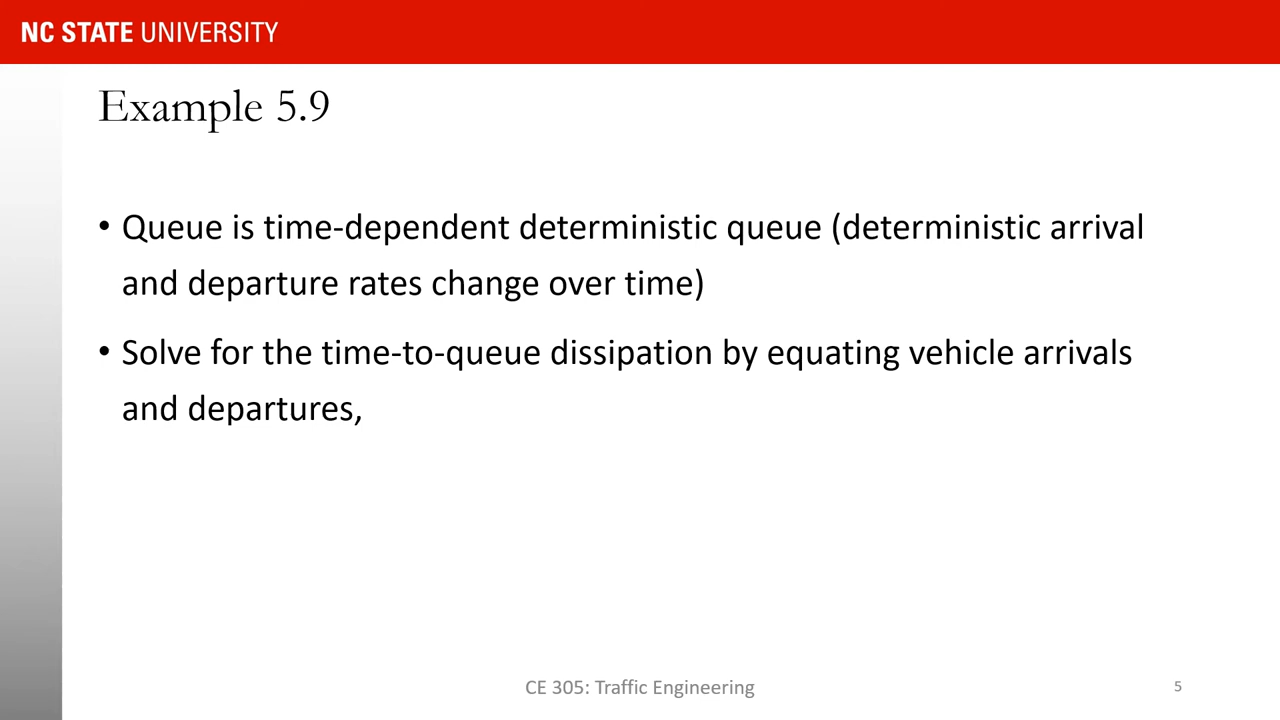 NC STATE UNIVERSITY
Example 5.9
• Queue is time-dependent deterministic queue (deterministic arrival
and departure rates change over time)
• Solve for the time-to-queue dissipation by equating vehicle arrivals
and departures,
CE 305: Traffic Engineering
5